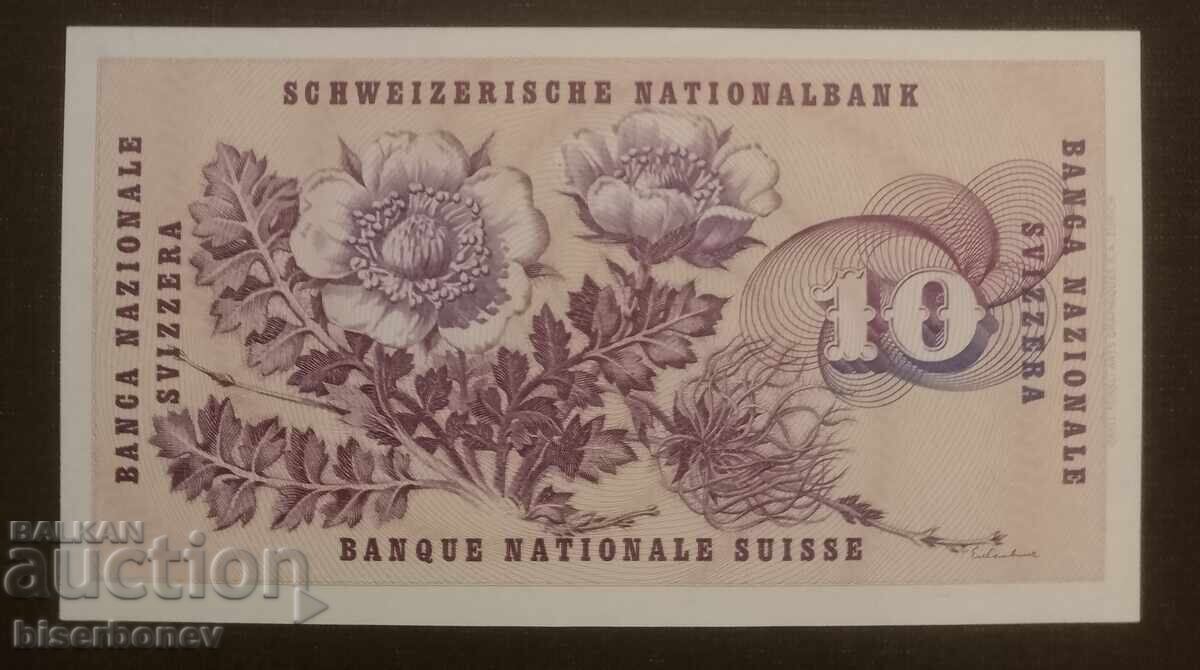 SCHWEIZERISCHE NATIONALBANK
BANCA NAZIONALE
SVIZZERA
10
BANCA NAZIONALE
SVIZZERA
BANQUE NATIONALE SUISSE
BALKAN
auction
biserbonev